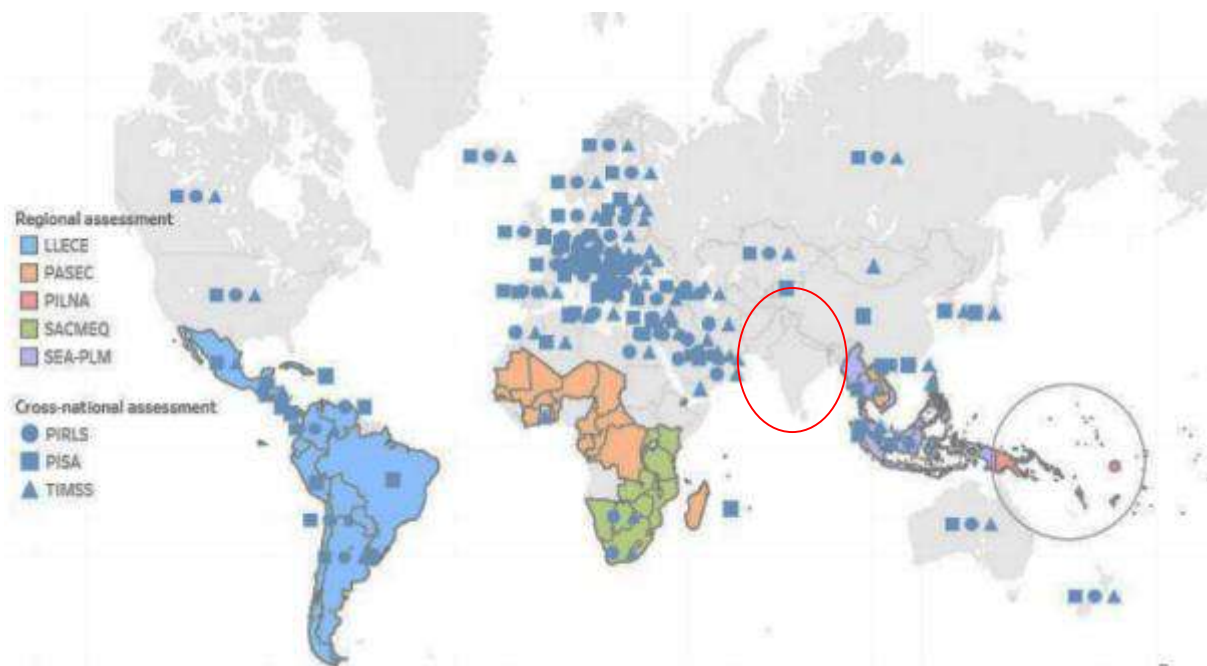 Regional assessment
LLECE
PASEC
PILNA
SACMEQ
SEA-PLM
Cross-national assessment
PIRLS
PISA
TIMSS